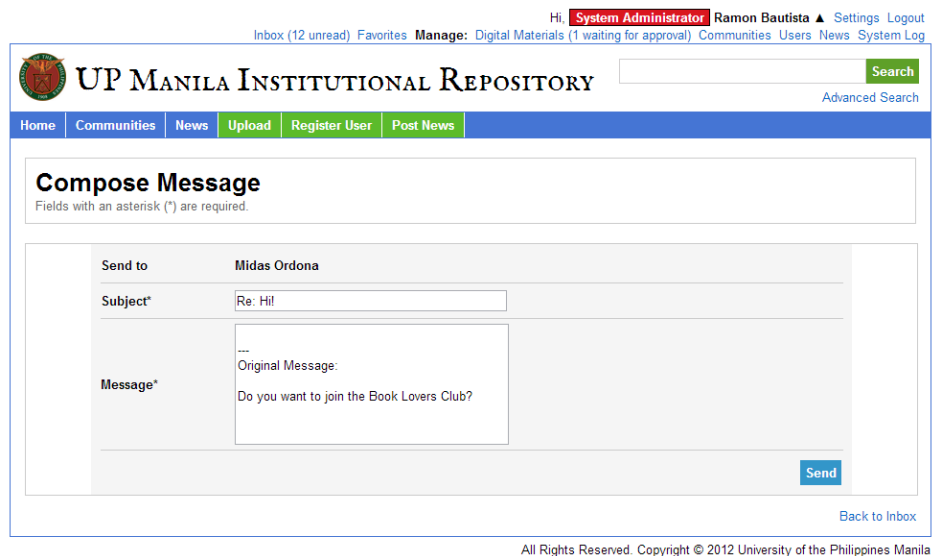 Hi, System Administrator Ramon Bautista ▲ Settings Logout
Inbox (12 unread) Favorites Manage: Digital Materials (1 waiting for approval) Communities Users News System Log
UP Manila Institutional Repository
Search
Advanced Search
Home Communities News Upload Register User Post News
Compose Message
Fields with an asterisk (*) are required.
Send to Midas Ordona
Subject* Re: Hi!
---
Original Message:
Message*
Do you want to join the Book Lovers Club?
Send
Back to Inbox
All Rights Reserved. Copyright © 2012 University of the Philippines Manila